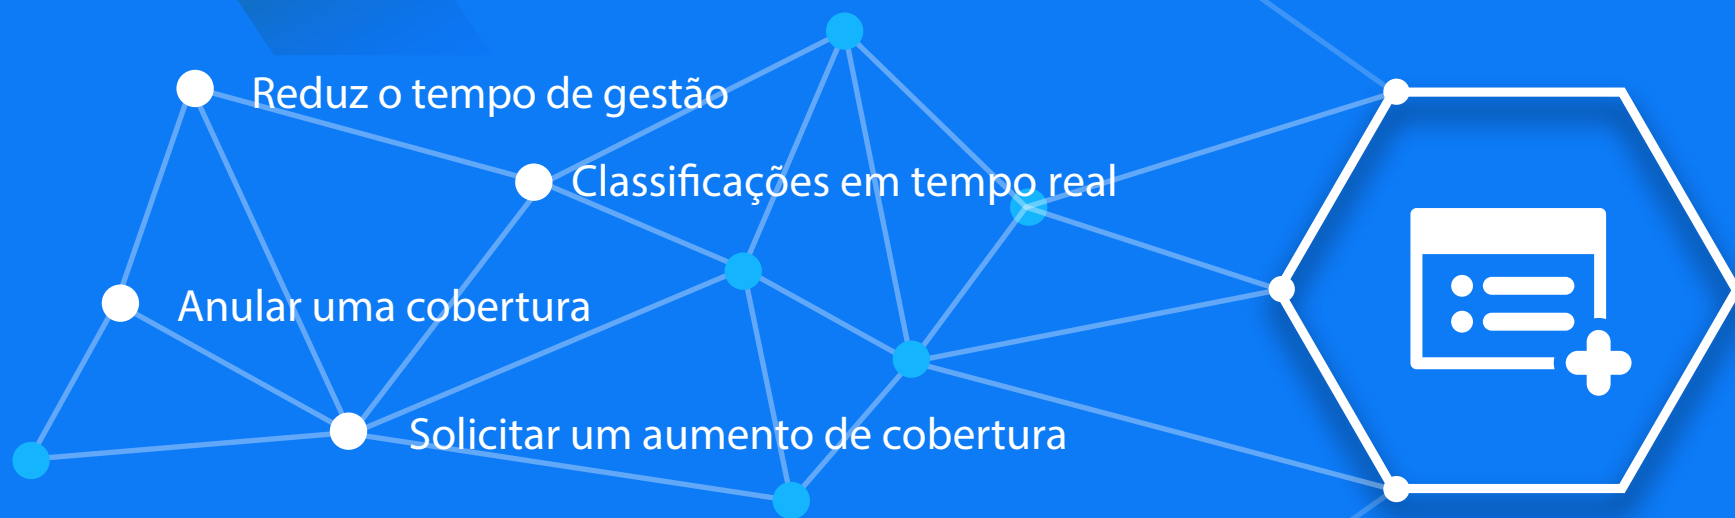 Reduz o tempo de gestão
Classificações em tempo real
Anular uma cobertura
Solicitar um aumento de cobertura